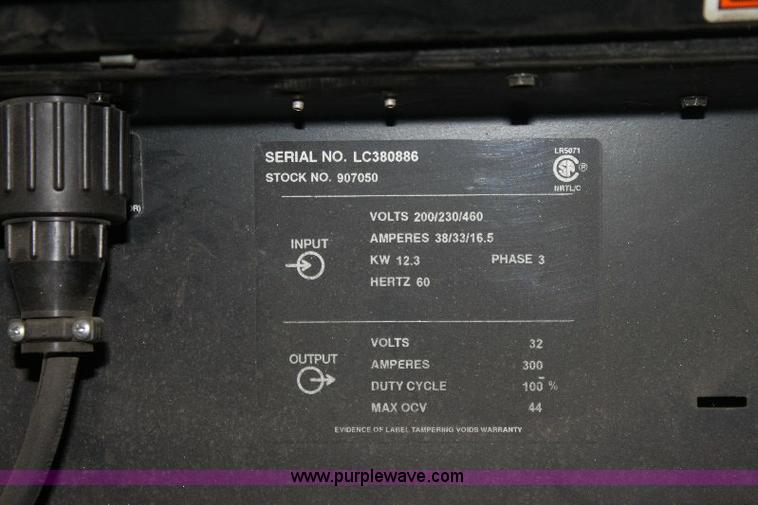 SERIAL NO. LC380886
STOCK NO. 907050
LR5071
SA ®
NRTL/C
OR)
INPUT
VOLTS 200/230/460
AMPERES 38/33/16.5
KW 12.3 PHASE 3
HERTZ 60
OUTPUT
VOLTS 32
AMPERES 300
DUTY CYCLE 100 %
MAX OCV 44
EVIDENCE OF LABEL TAMPERING VOIDS WARRANTY
www.purplewave.com